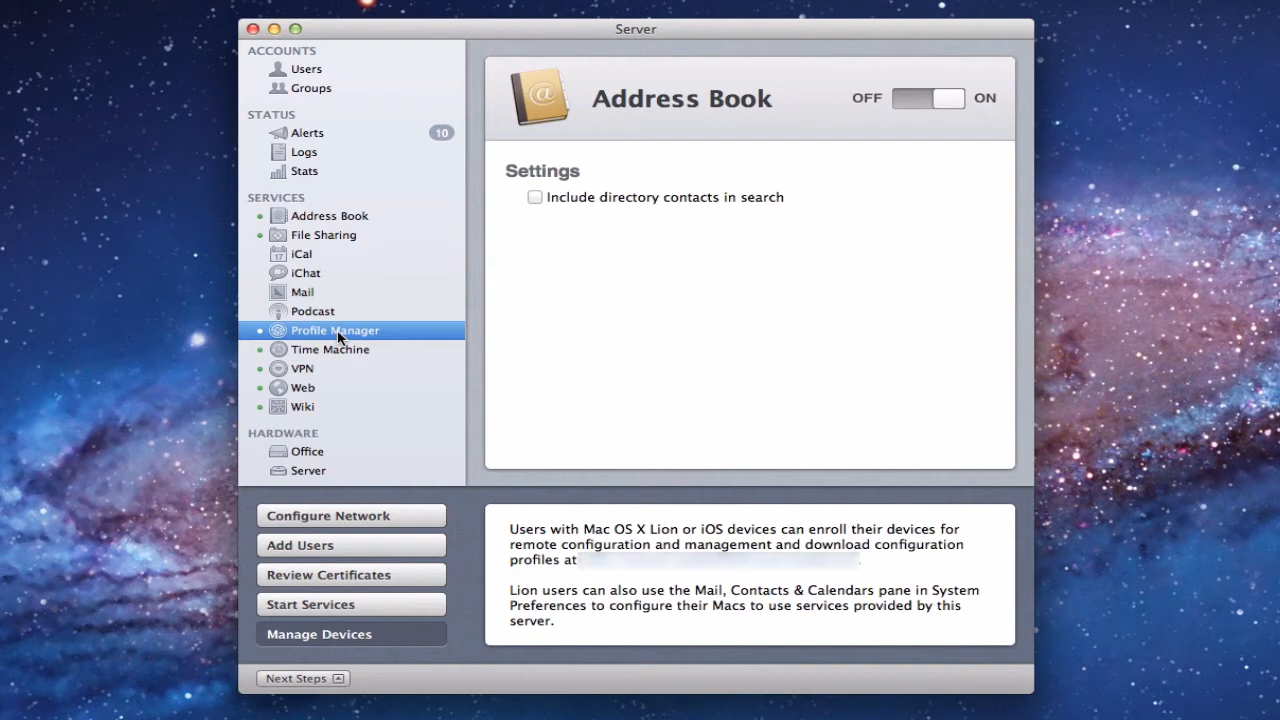 Server
ACCOUNTS
Users
Groups
STATUS
Alerts 10
Logs
Stats
SERVICES
Address Book
File Sharing
17 iCal
iChat
Mail
Podcast
Profile Manager
Time Machine
VPN
Web
Wiki
HARDWARE
Office
Server
@ Address Book OFF ON
Settings
Include directory contacts in search
Configure Network
Add Users
Review Certificates
Start Services
Manage Devices
Users with Mac OS X Lion or iOS devices can enroll their devices for
remote configuration and management and download configuration
profiles at .
Lion users can also use the Mail, Contacts & Calendars pane in System
Preferences to configure their Macs to use services provided by this
server.
Next Steps